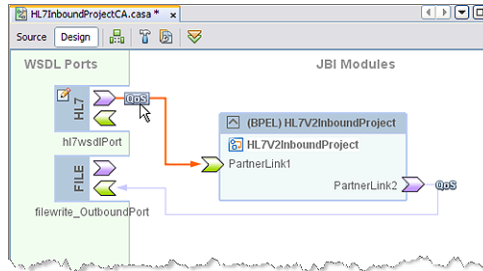 HL7InboundProjectCA.casa * x
Source Design
WSDL Ports
JBI Modules
HL7
QoS
hl7wsdlPort
(BPEL) HL7V2InboundProject
HL7V2InboundProject
PartnerLink1
PartnerLink2
QoS
FILE
filewrite_OutboundPort